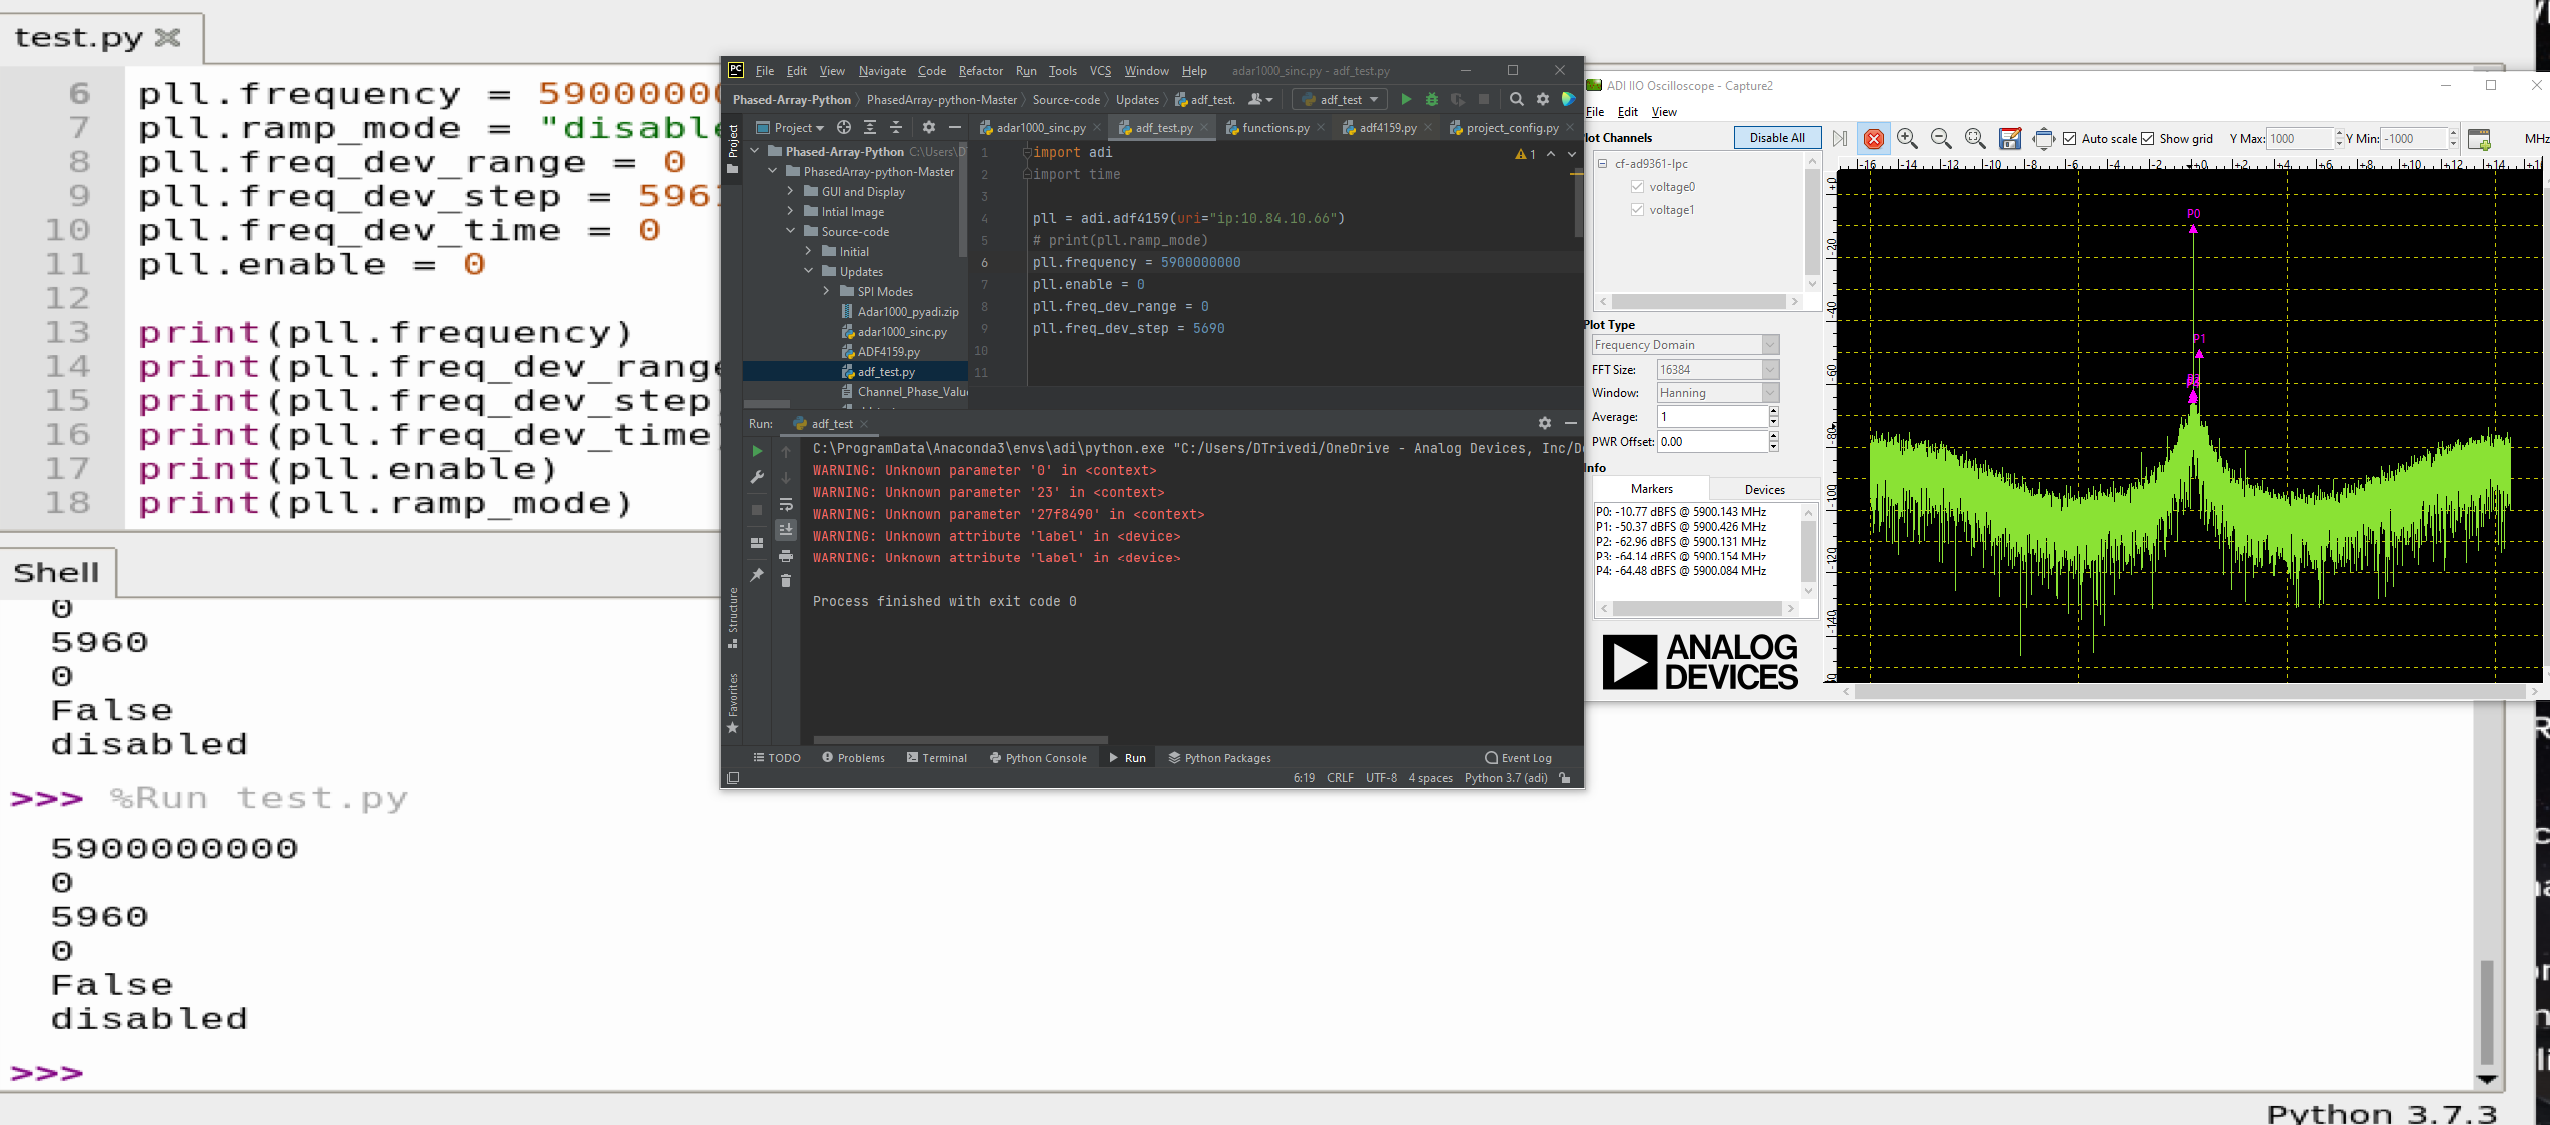 test.py
6 pll.frequency = 59000000
7 pll.ramp_mode = "disable
8 pll.freq_dev_range = 0
9 pll.freq_dev_step = 596
10 pll.freq_dev_time = 0
11 pll.enable = 0
12
13 print(pll.frequency)
14 print(pll.freq_dev_range
15 print(pll.freq_dev_step)
16 print(pll.freq_dev_time)
17 print(pll.enable)
18 print(pll.ramp_mode)
Shell
0
5960
0
False
disabled
>>> %Run test.py
5900000000
0
5960
0
False
disabled
>>>
Python 3.7.3
PC File Edit View Navigate Code Refactor Run Tools VCS Window Help adar1000_sinc.py - adf_test.py
Phased-Array-Python PhasedArray-python-Master Source-code Updates adf_test. adf_test
Project
Project adar1000_sinc.py adf_test.py functions.py adf4159.py project_config.py
Phased-Array-Python C:\Users\D
PhasedArray-python-Master
GUI and Display
Intial Image
Source-code
Initial
Updates
SPI Modes
Adar1000_pyadi.zip
adar1000_sinc.py
ADF4159.py
adf_test.py
Channel_Phase_Valu
1 import adi
2 import time
3
4 pll = adi.adf4159(uri="ip:10.84.10.66")
5 # print(pll.ramp_mode)
6 pll.frequency = 5900000000
7 pll.enable = 0
8 pll.freq_dev_range = 0
9 pll.freq_dev_step = 5690
10
11
1
Run: adf_test
C:\ProgramData\Anaconda3\envs\adi\python.exe "C:/Users/DTrivedi/OneDrive - Analog Devices, Inc/D
WARNING: Unknown parameter '0' in <context>
WARNING: Unknown parameter '23' in <context>
WARNING: Unknown parameter '27f8490' in <context>
WARNING: Unknown attribute 'label' in <device>
WARNING: Unknown attribute 'label' in <device>
Process finished with exit code 0
Structure
Favorites
TODO Problems Terminal Python Console Run Python Packages Event Log
6:19 CRLF UTF-8 4 spaces Python 3.7 (adi)
ADI IIO Oscilloscope - Capture2
File Edit View
lot Channels Disable All Auto scale Show grid Y Max: 1000 Y Min: -1000 MHz
cf-ad9361-lpc
voltage0
voltage1
Plot Type
Frequency Domain
FFT Size: 16384
Window: Hanning
Average: 1
PWR Offset: 0.00
Info
Markers Devices
P0: -10.77 dBFS @ 5900.143 MHz
P1: -50.37 dBFS @ 5900.426 MHz
P2: -62.96 dBFS @ 5900.131 MHz
P3: -64.14 dBFS @ 5900.154 MHz
P4: -64.48 dBFS @ 5900.084 MHz
ANALOG
DEVICES
-16 -14 -12 -10 -8 -6 -4 -2 +0 +2 +4 +6 +8 +10 +12 +14
+0
-20
-40
-60
-80
-100
-120
-140
P0
P1